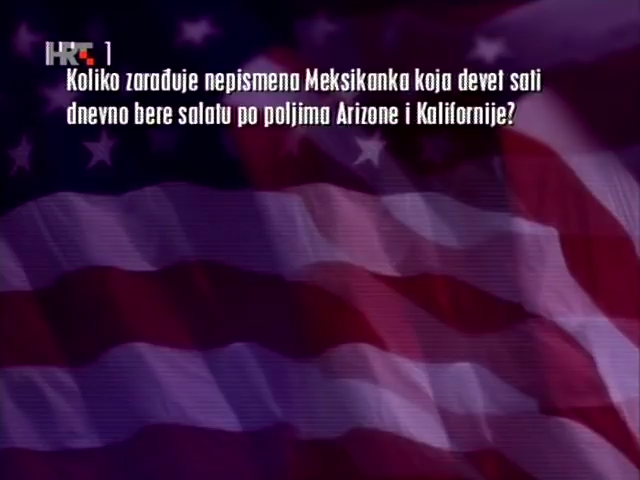 HRT 1
Koliko zarađuje nepismena Meksikanka koja devet sati
dnevno bere salatu po poljima Arizone i Kalifornije?